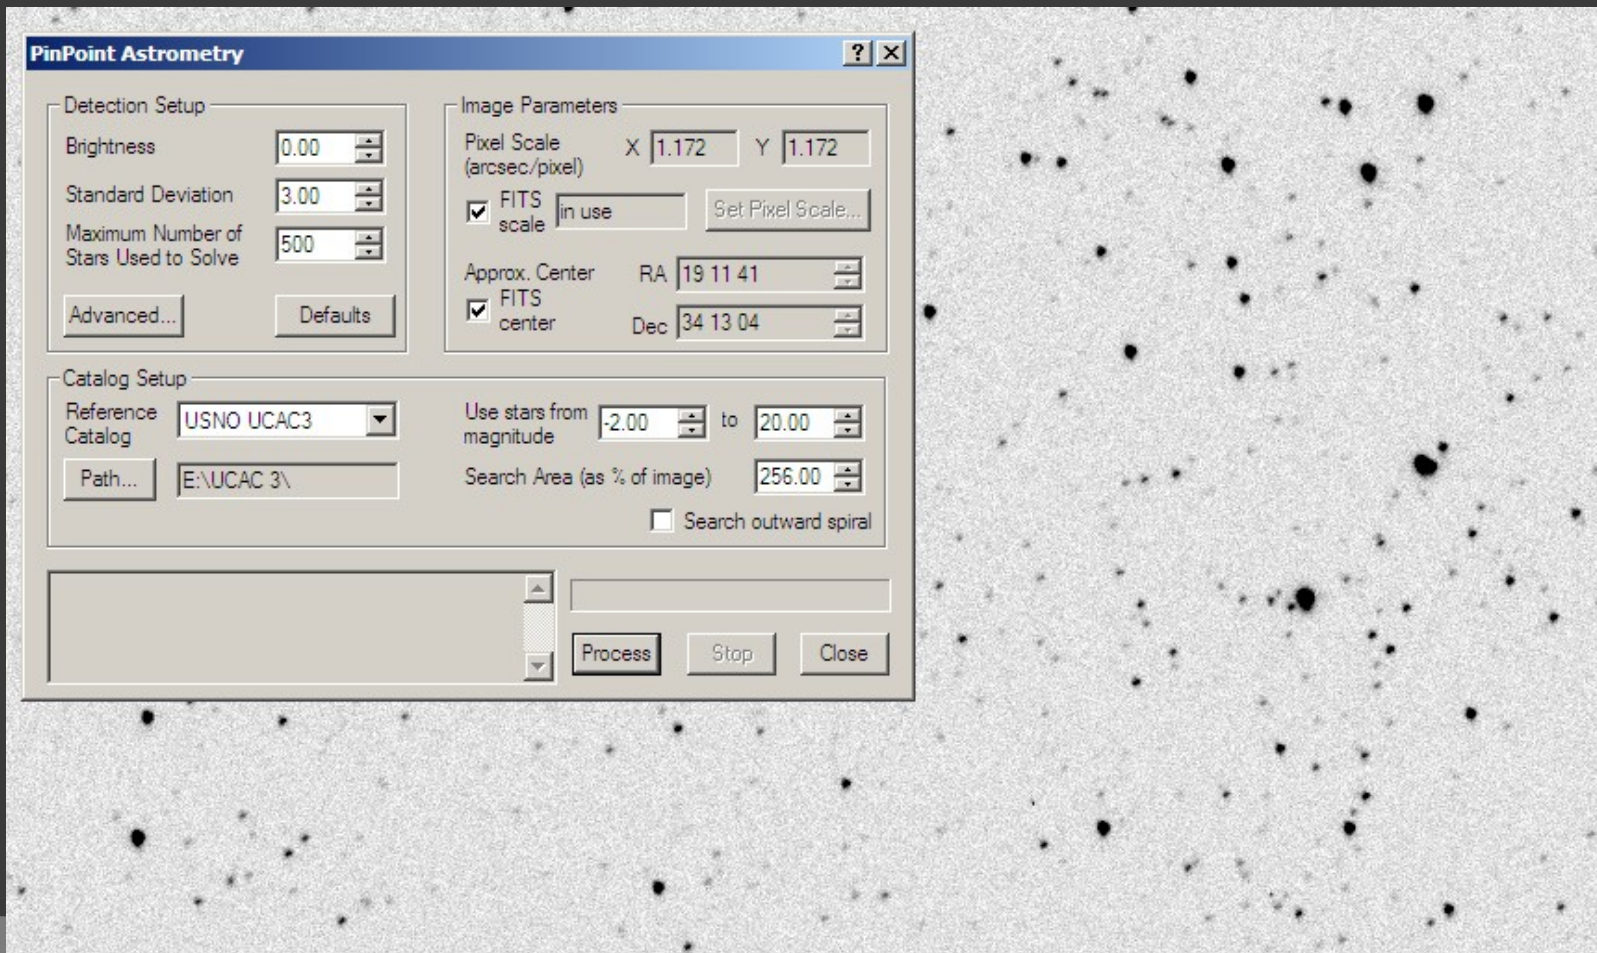 PinPoint Astrometry
Detection Setup
Brightness 0.00
Standard Deviation 3.00
Maximum Number of
Stars Used to Solve 500
Advanced... Defaults
Image Parameters
Pixel Scale
(arcsec/pixel) X 1.172 Y 1.172
FITS
scale in use Set Pixel Scale...
Approx. Center RA 19 11 41
FITS
center Dec 34 13 04
Catalog Setup
Reference
Catalog USNO UCAC3
Path... E:\UCAC 3\
Use stars from
magnitude -2.00 to 20.00
Search Area (as % of image) 256.00
Search outward spiral
Process Stop Close